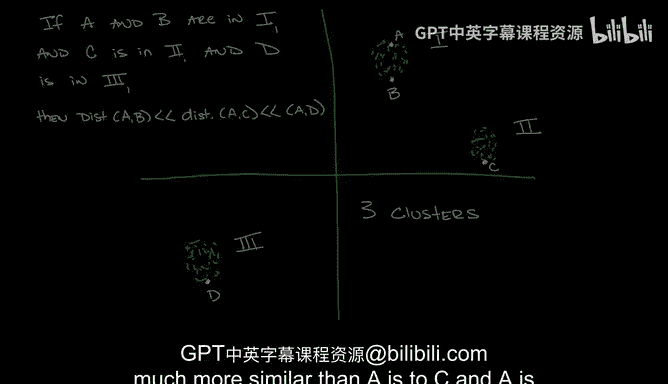 If A AND B ARE IN I,
AND C is in II, AND D
is in III,
then Dist(A,B)<< dist.(A,C)<<(A,D)
A
I
B
GPT中英字幕课程资源 bilibili
II
C
3 clusters
III
D
GPT中英字幕课程资源@bilibili.com
much more similar than A is to C and A is